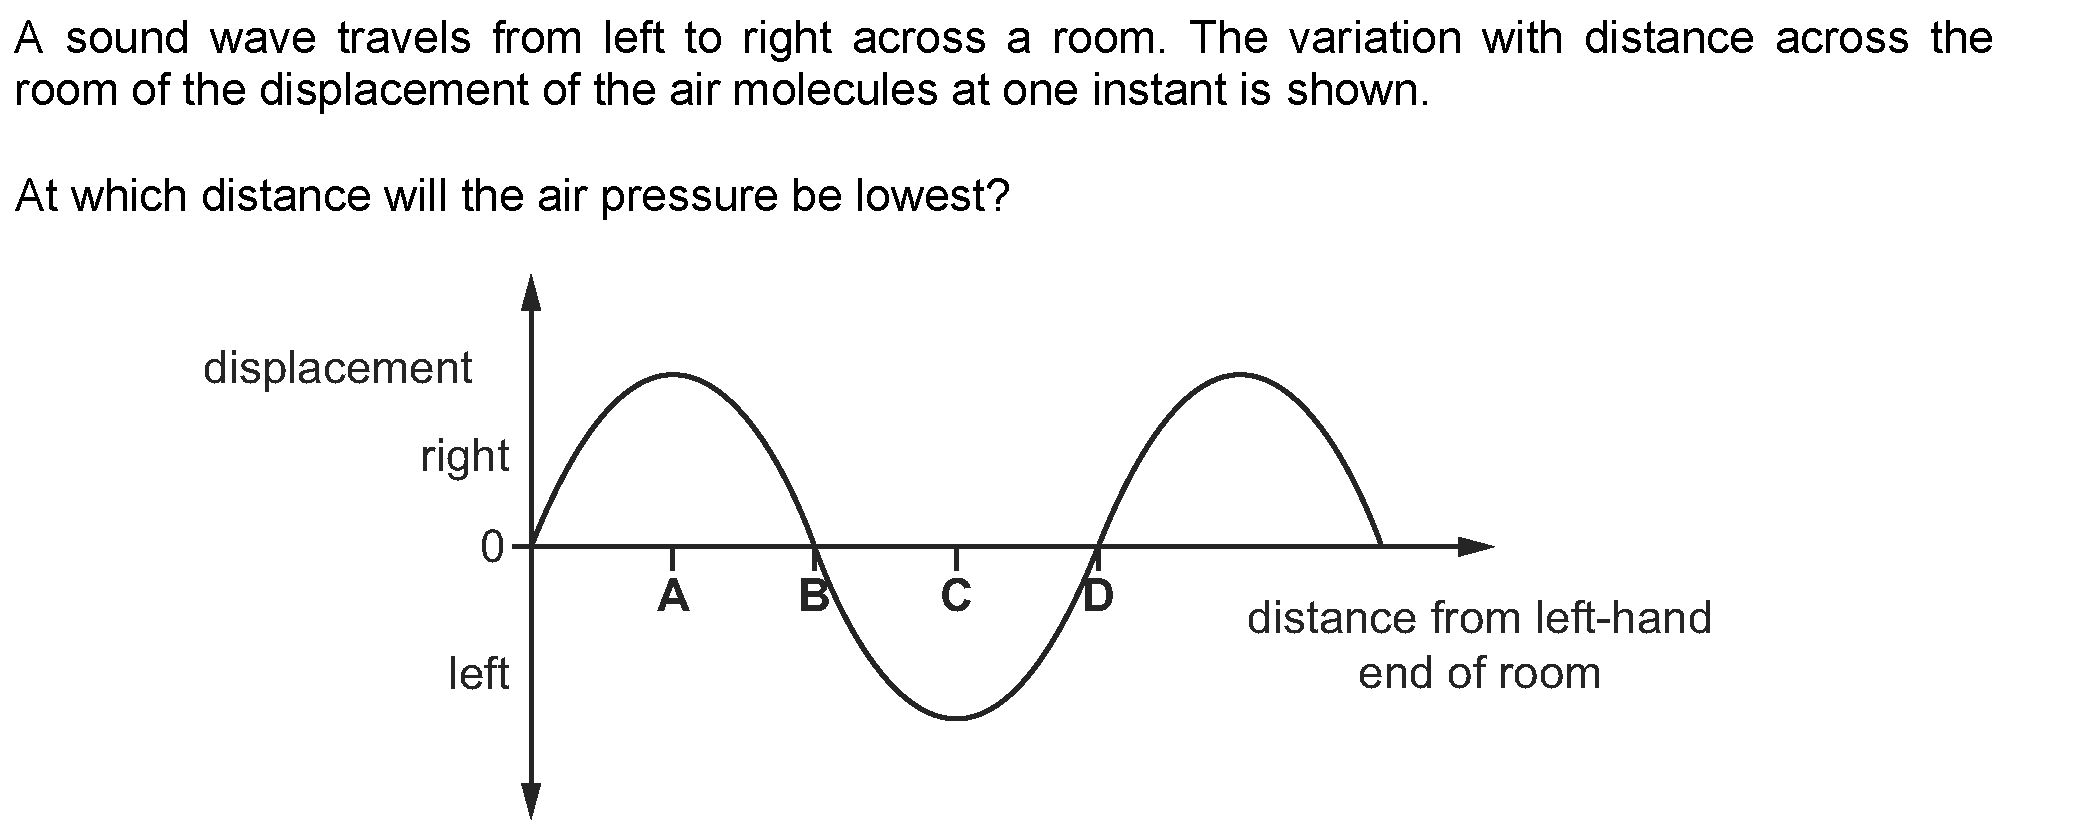 A sound wave travels from left to right across a room. The variation with distance across the
room of the displacement of the air molecules at one instant is shown.
At which distance will the air pressure be lowest?
displacement
right
0
A
B
C
D
left
distance from left-hand
end of room